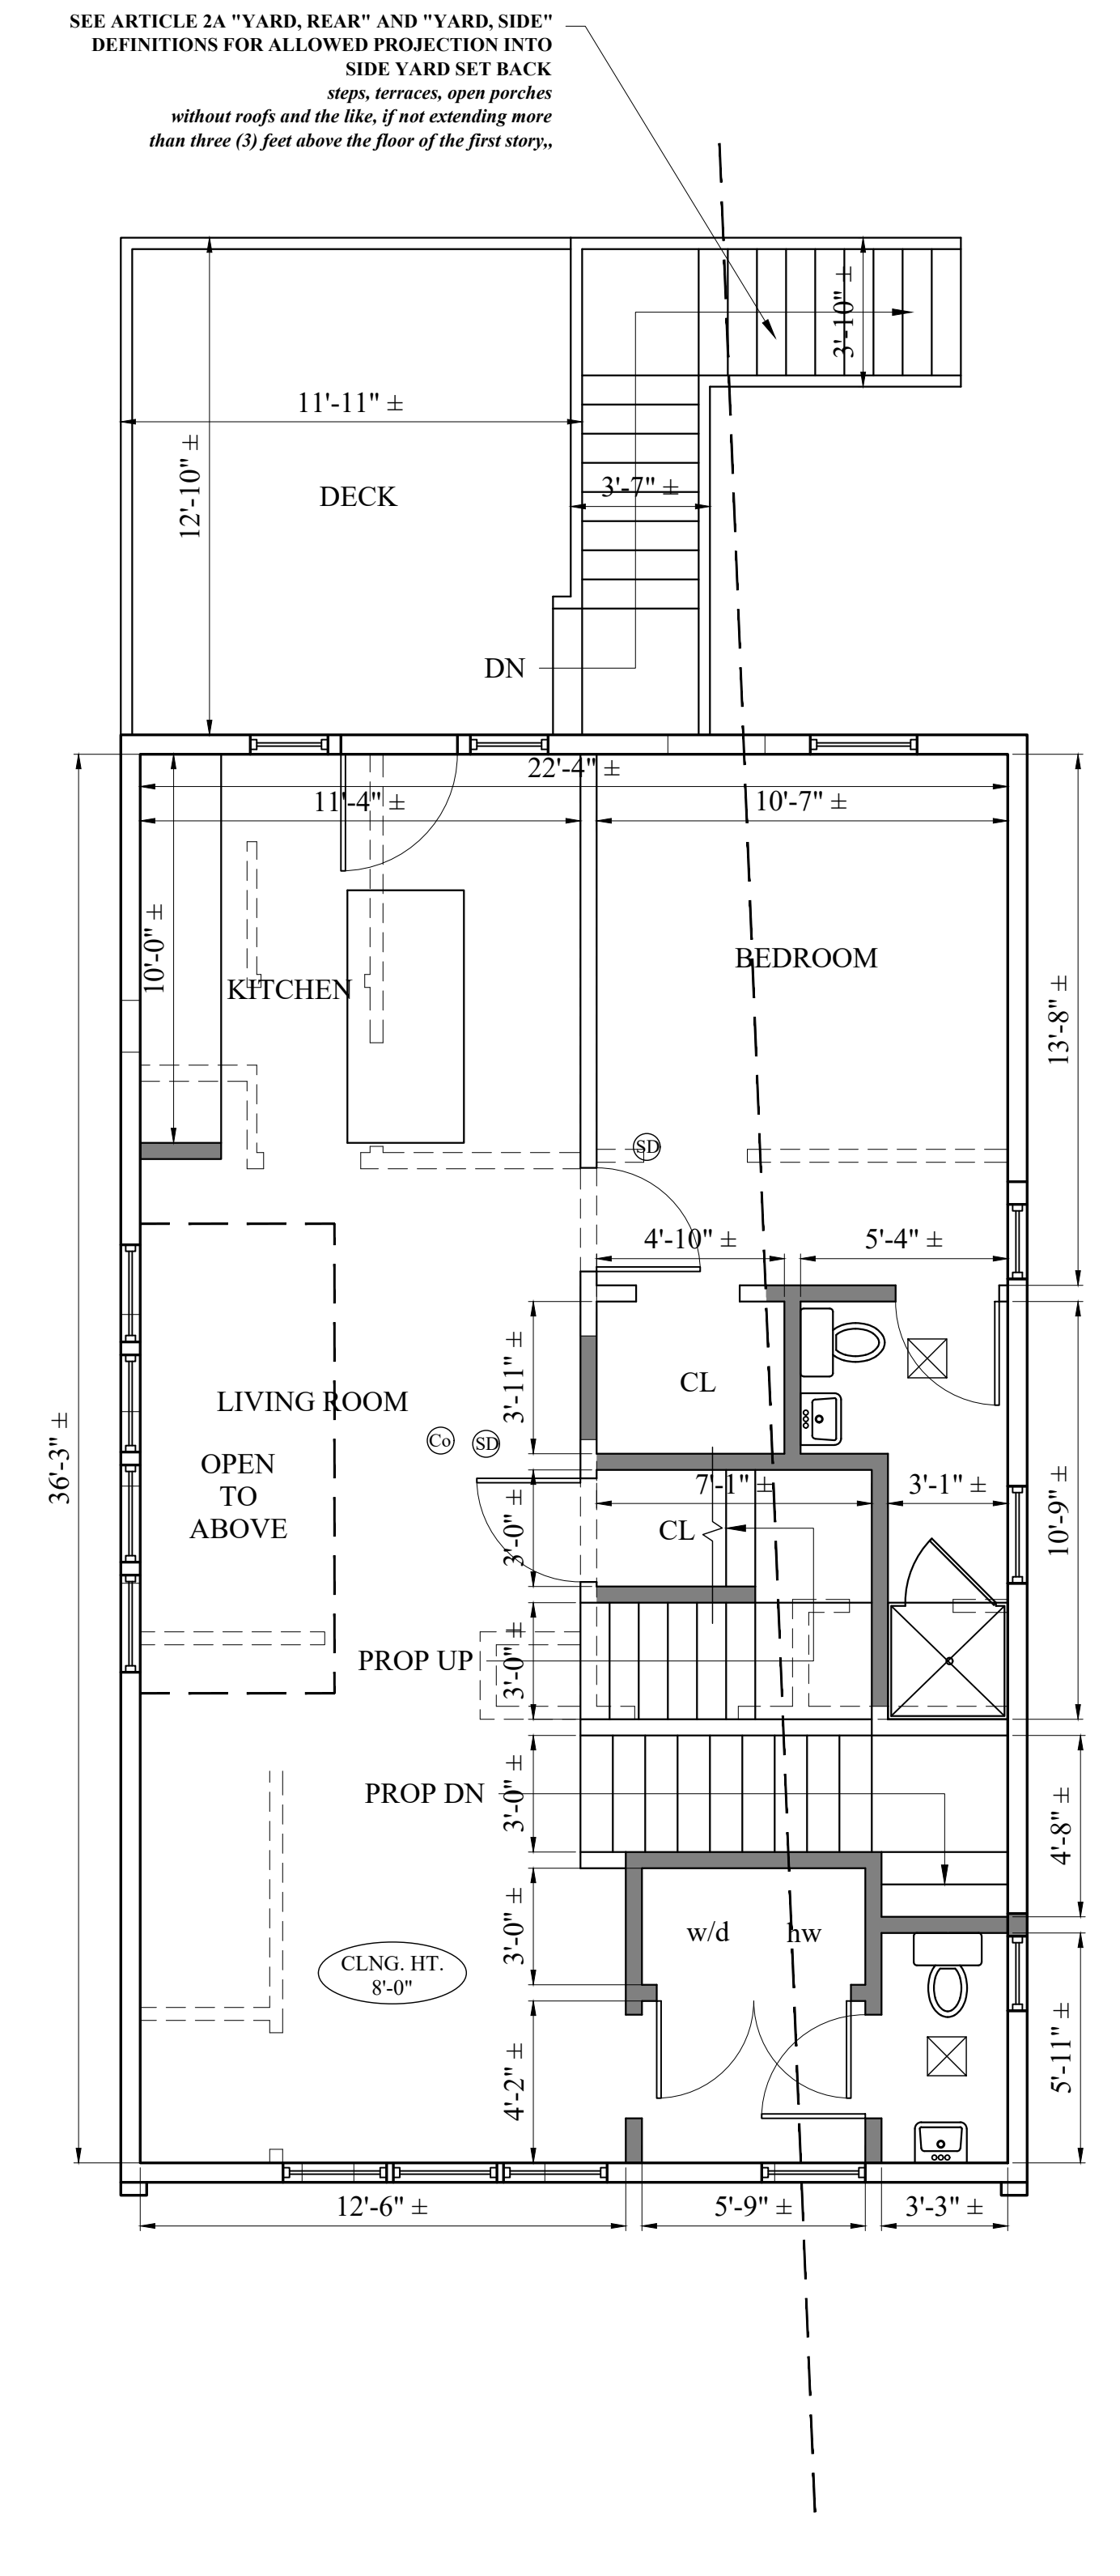 SEE ARTICLE 2A "YARD, REAR" AND "YARD, SIDE"
DEFINITIONS FOR ALLOWED PROJECTION INTO
SIDE YARD SET BACK
steps, terraces, open porches
without roofs and the like, if not extending more
than three (3) feet above the floor of the first story,,
3'-10" ±
11'-11" ±
12'-10" ±
DECK
3'-7" ±
DN
22'-4" ±
11'-4" ±
10'-7" ±
10'-0" ±
KITCHEN
BEDROOM
13'-8" ±
SD
4'-10" ±
5'-4" ±
3'-11" ±
CL
LIVING ROOM
Co
SD
36'-3" ±
OPEN
TO
ABOVE
7'-1" ±
3'-1" ±
3'-0" ±
CL
10'-9" ±
PROP UP
3'-0" ±
PROP DN
3'-0" ±
4'-8" ±
3'-0" ±
w/d
hw
CLNG. HT.
8'-0"
4'-2" ±
5'-11" ±
12'-6" ±
5'-9" ±
3'-3" ±